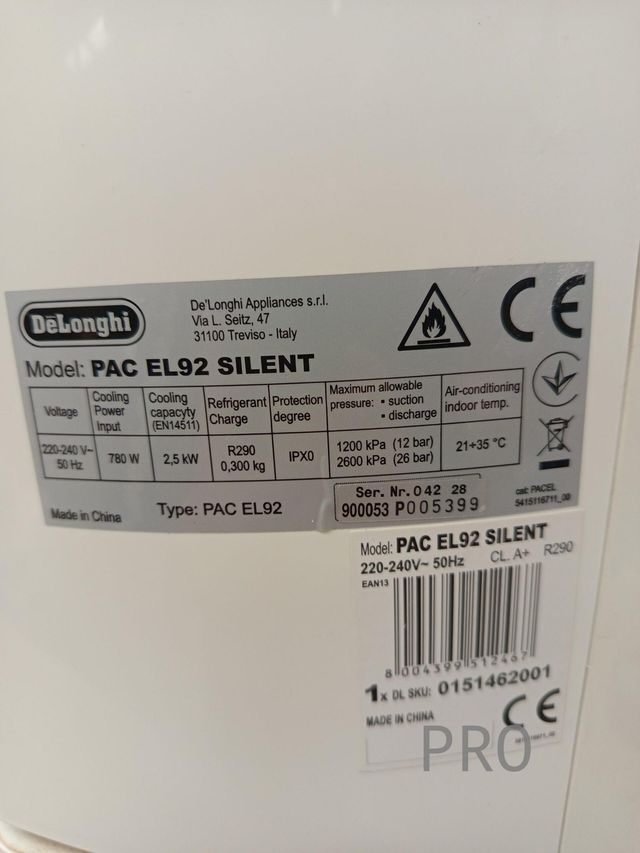 DeLonghi
De'Longhi Appliances s.r.l.
Via L. Seitz, 47
31100 Treviso - Italy
CE
Model: PAC EL92 SILENT
Voltage
Cooling Power Input
Cooling capacyty (EN14511)
Refrigerant Charge
Protection degree
Maximum allowable pressure: ▪ suction ▪ discharge
Air-conditioning indoor temp.
220-240 V~ 50 Hz
780 W
2,5 kW
R290 0,300 kg
IPX0
1200 kPa (12 bar)
2600 kPa (26 bar)
21÷35 °C
Made in China
Type: PAC EL92
Ser. Nr. 042 28
900053 P005399
cat: PACEL
5415116711_00
Model: PAC EL92 SILENT
220-240V~ 50Hz CL. A+ R290
EAN13
8 004399 512467
1x DL SKU: 0151462001
MADE IN CHINA
CE
PRO